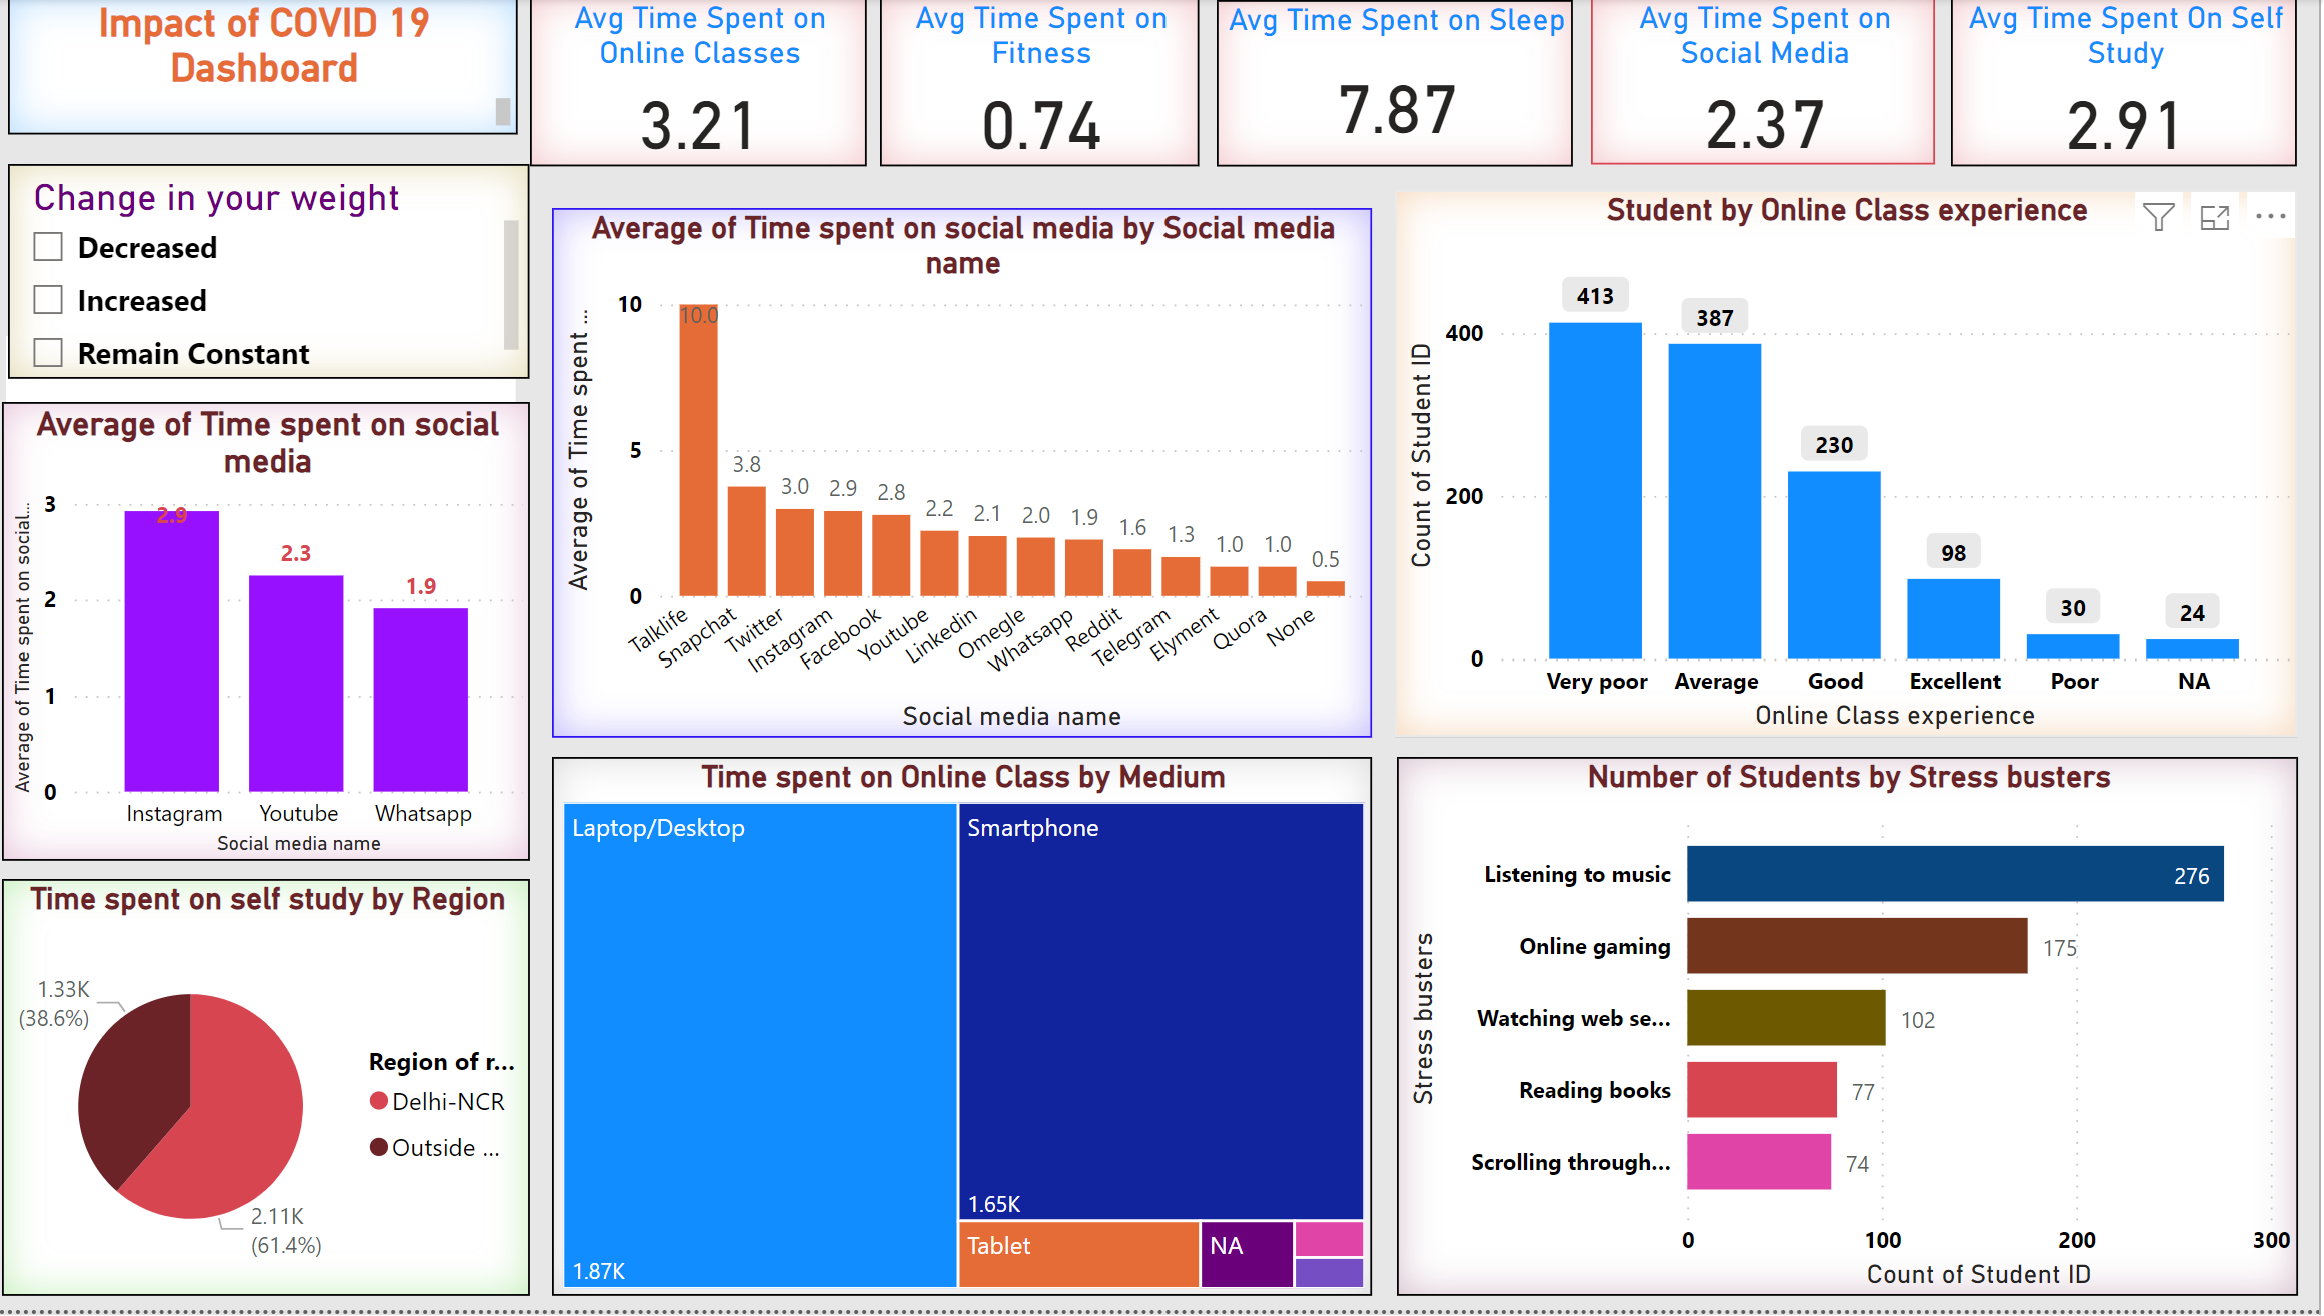 Impact of COVID 19
Dashboard
Avg Time Spent on
Online Classes
3.21
Avg Time Spent on
Fitness
0.74
Avg Time Spent on Sleep
7.87
Avg Time Spent on
Social Media
2.37
Avg Time Spent On Self
Study
2.91
Change in your weight
Decreased
Increased
Remain Constant
Average of Time spent on social
media
Average of Time spent on social...
3
2
1
0
2.9
2.3
1.9
Instagram
Youtube
Whatsapp
Social media name
Time spent on self study by Region
1.33K
(38.6%)
2.11K
(61.4%)
Region of r...
Delhi-NCR
Outside ...
Average of Time spent on social media by Social media
name
Average of Time spent ...
10
5
0
10.0
3.8
3.0
2.9
2.8
2.2
2.1
2.0
1.9
1.6
1.3
1.0
1.0
0.5
Talklife
Snapchat
Twitter
Instagram
Facebook
Youtube
Linkedin
Omegle
Whatsapp
Reddit
Telegram
Elyment
Quora
None
Social media name
Student by Online Class experience
Count of Student ID
400
200
0
413
387
230
98
30
24
Very poor
Average
Good
Excellent
Poor
NA
Online Class experience
Time spent on Online Class by Medium
Laptop/Desktop
1.87K
Smartphone
1.65K
Tablet
NA
Number of Students by Stress busters
Stress busters
Listening to music
276
Online gaming
175
Watching web se...
102
Reading books
77
Scrolling through...
74
0
100
200
300
Count of Student ID